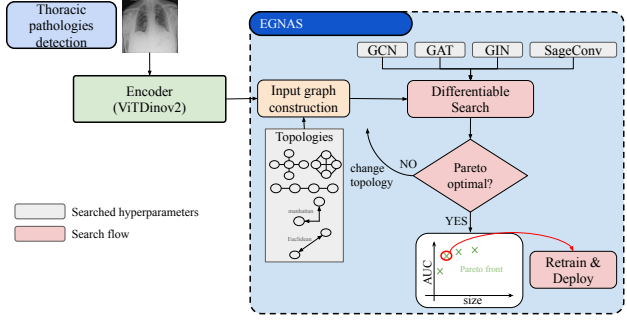 Thoracic
pathologies
detection
EGNAS
GCN
GAT
GIN
SageConv
Encoder
(ViTDinov2)
Input graph
construction
Differentiable
Search
Topologies
manhattan
Euclidean
change
topology
NO
Pareto
optimal?
YES
Searched hyperparameters
Search flow
AUC
Pareto front
size
Retrain &
Deploy